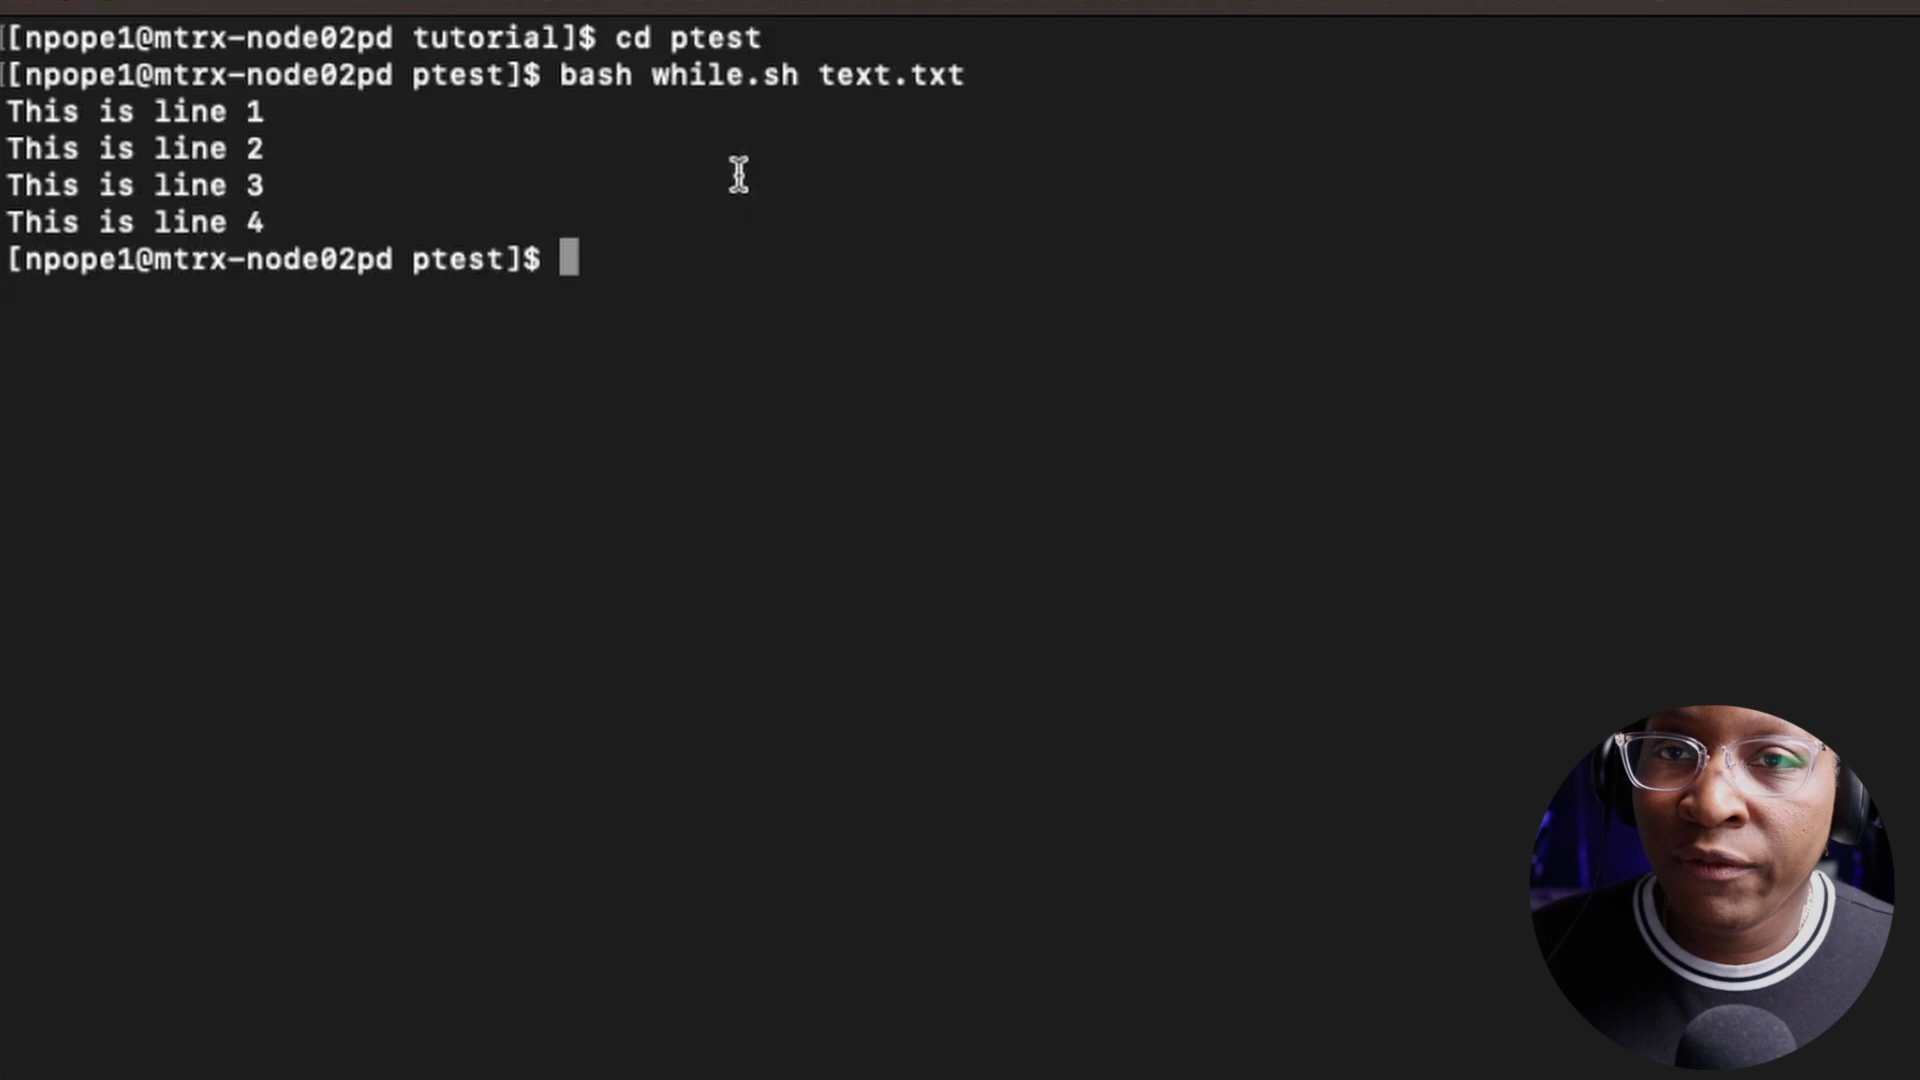 [[npope1@mtrx-node02pd tutorial]$ cd ptest
[[npope1@mtrx-node02pd ptest]$ bash while.sh text.txt
This is line 1
This is line 2
This is line 3
This is line 4
[npope1@mtrx-node02pd ptest]$